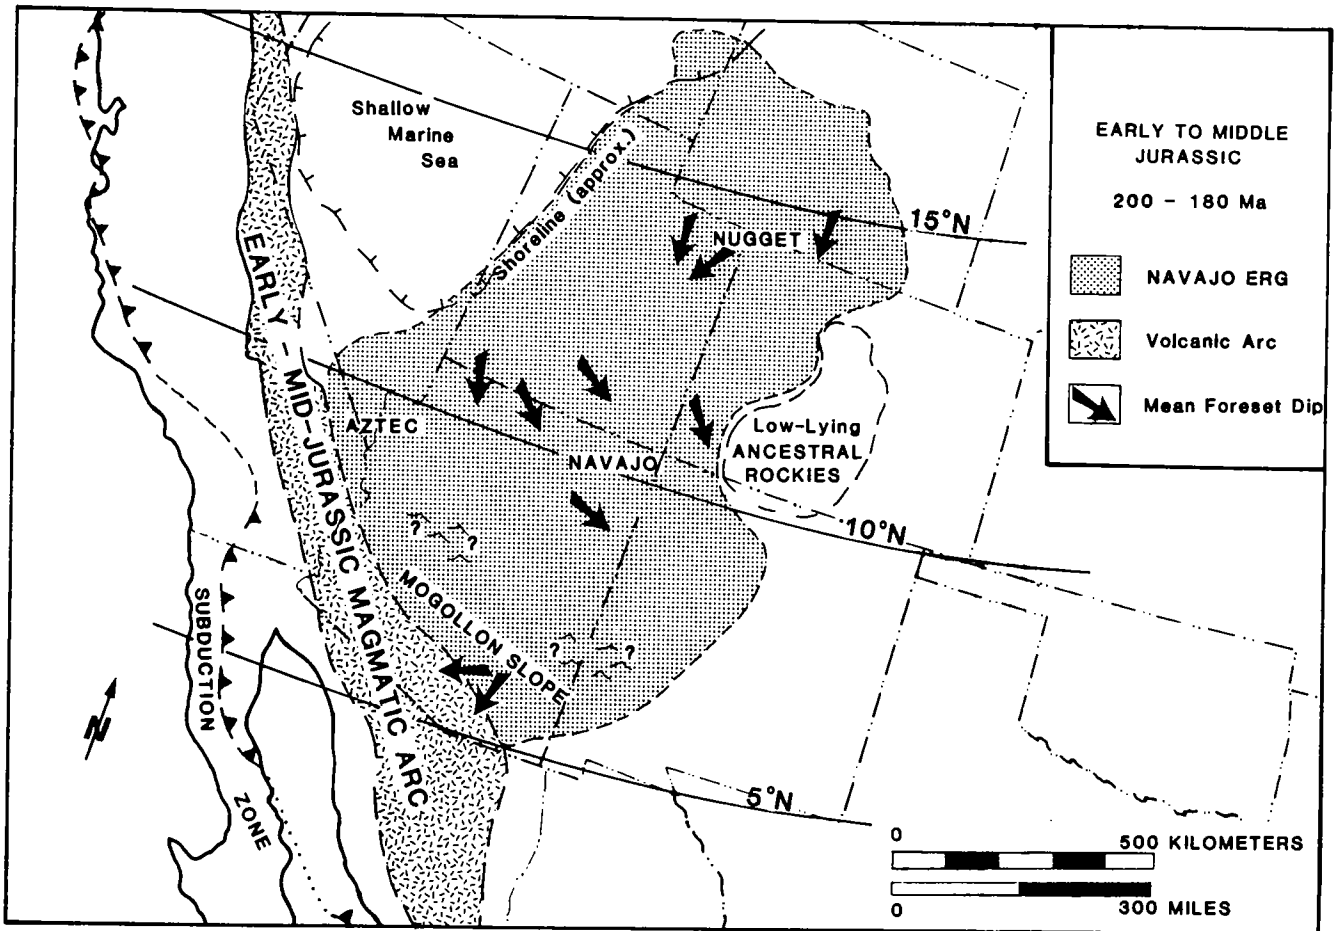 Shallow
Marine
Sea
Shoreline (approx.)
EARLY TO MIDDLE
JURASSIC
200 - 180 Ma
NAVAJO ERG
Volcanic Arc
Mean Foreset Dip
NUGGET
15°N
EARLY - MID-JURASSIC MAGMATIC ARC
AZTEC
NAVAJO
Low-Lying
ANCESTRAL
ROCKIES
10°N
? ?
MOGOLLON SLOPE
? ?
SUBDUCTION
ZONE
N
5°N
0 500 KILOMETERS
0 300 MILES